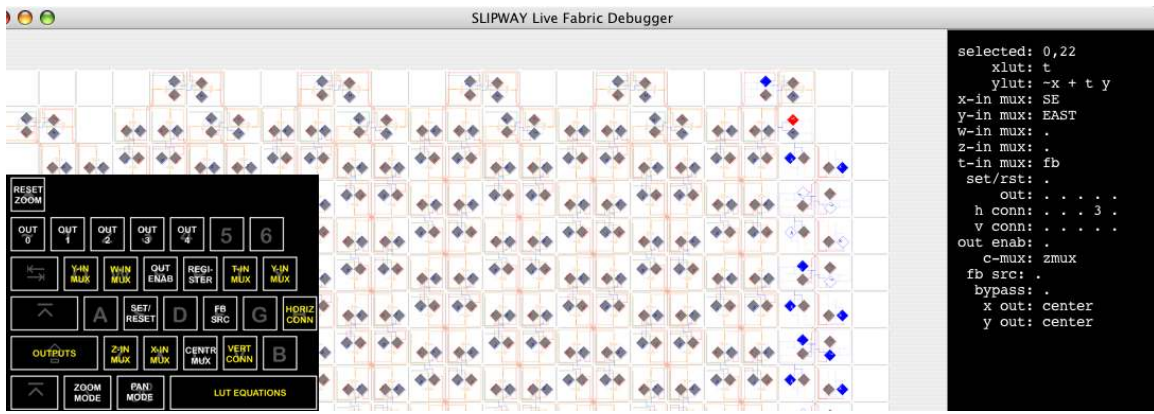 SLIPWAY Live Fabric Debugger
selected: 0,22
xlut: t
ylut: ~x + t y
x-in mux: SE
y-in mux: EAST
w-in mux: .
z-in mux: .
t-in mux: fb
set/rst: .
out: . . . . .
h conn: . . . 3 .
v conn: . . . . .
out enab: .
c-mux: zmux
fb src: .
bypass: .
x out: center
y out: center
RESET ZOOM
OUT 0 OUT 1 OUT 2 OUT 3 OUT 4 5 6
Y-IN MUX W-IN MUX OUT ENAB REGI-STER T-IN MUX Y-IN MUX
A SET/RESET D FB SRC G HORIZ CONN
OUTPUTS Z-IN MUX X-IN MUX CENTR MUX VERT CONN B
ZOOM MODE PAN MODE LUT EQUATIONS